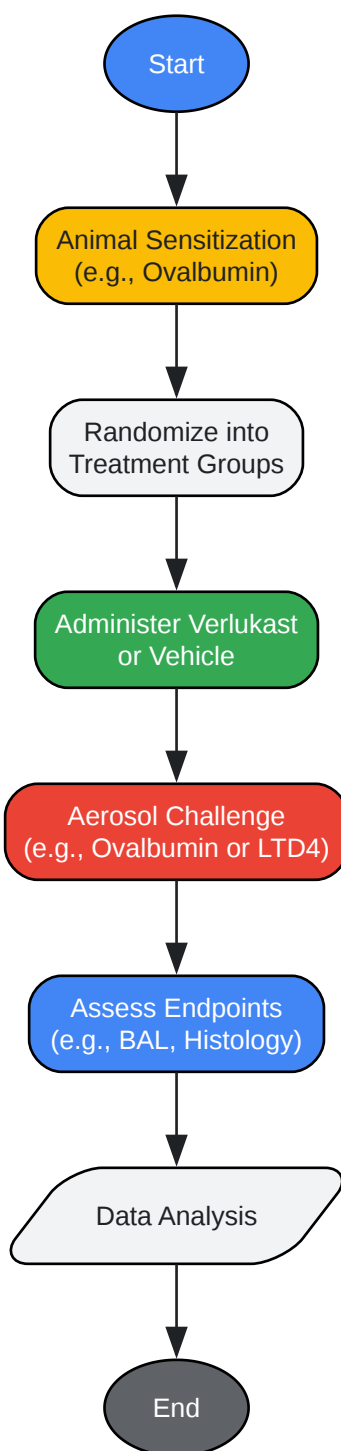 Start
Animal Sensitization
(e.g., Ovalbumin)
Randomize into
Treatment Groups
Administer Verlukast
or Vehicle
Aerosol Challenge
(e.g., Ovalbumin or LTD4)
Assess Endpoints
(e.g., BAL, Histology)
Data Analysis
End